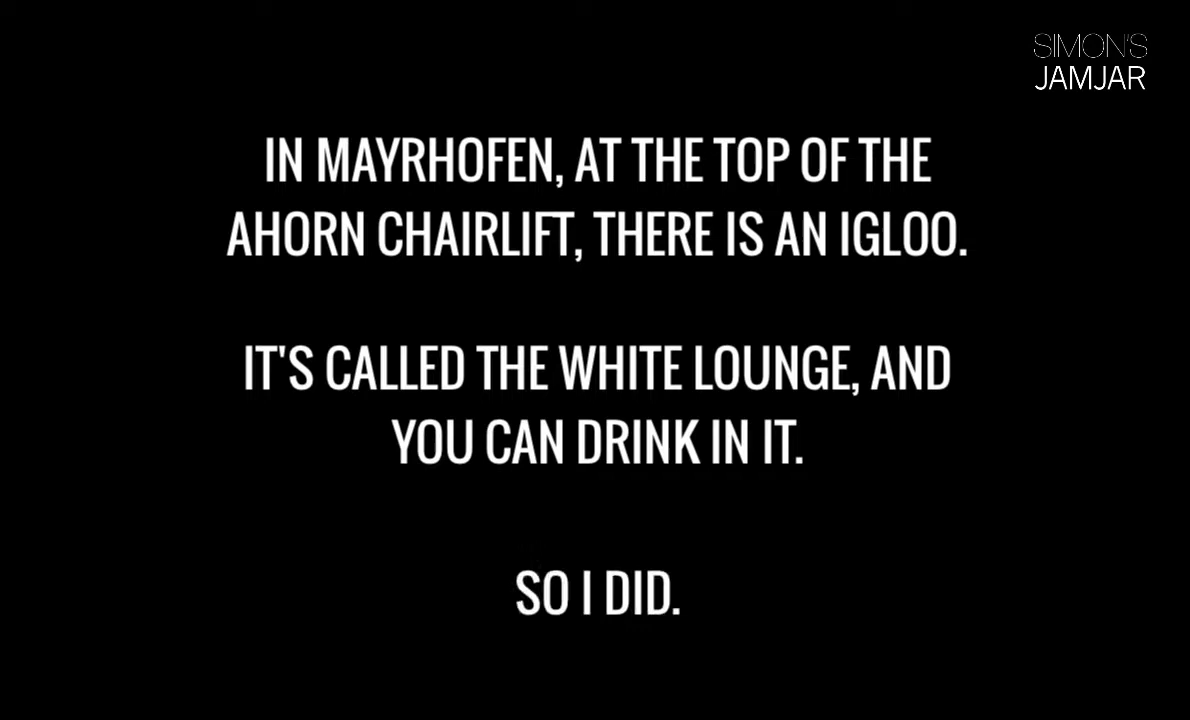 SIMON'S
JAMJAR
IN MAYRHOFEN, AT THE TOP OF THE
AHORN CHAIRLIFT, THERE IS AN IGLOO.
IT'S CALLED THE WHITE LOUNGE, AND
YOU CAN DRINK IN IT.
SO I DID.